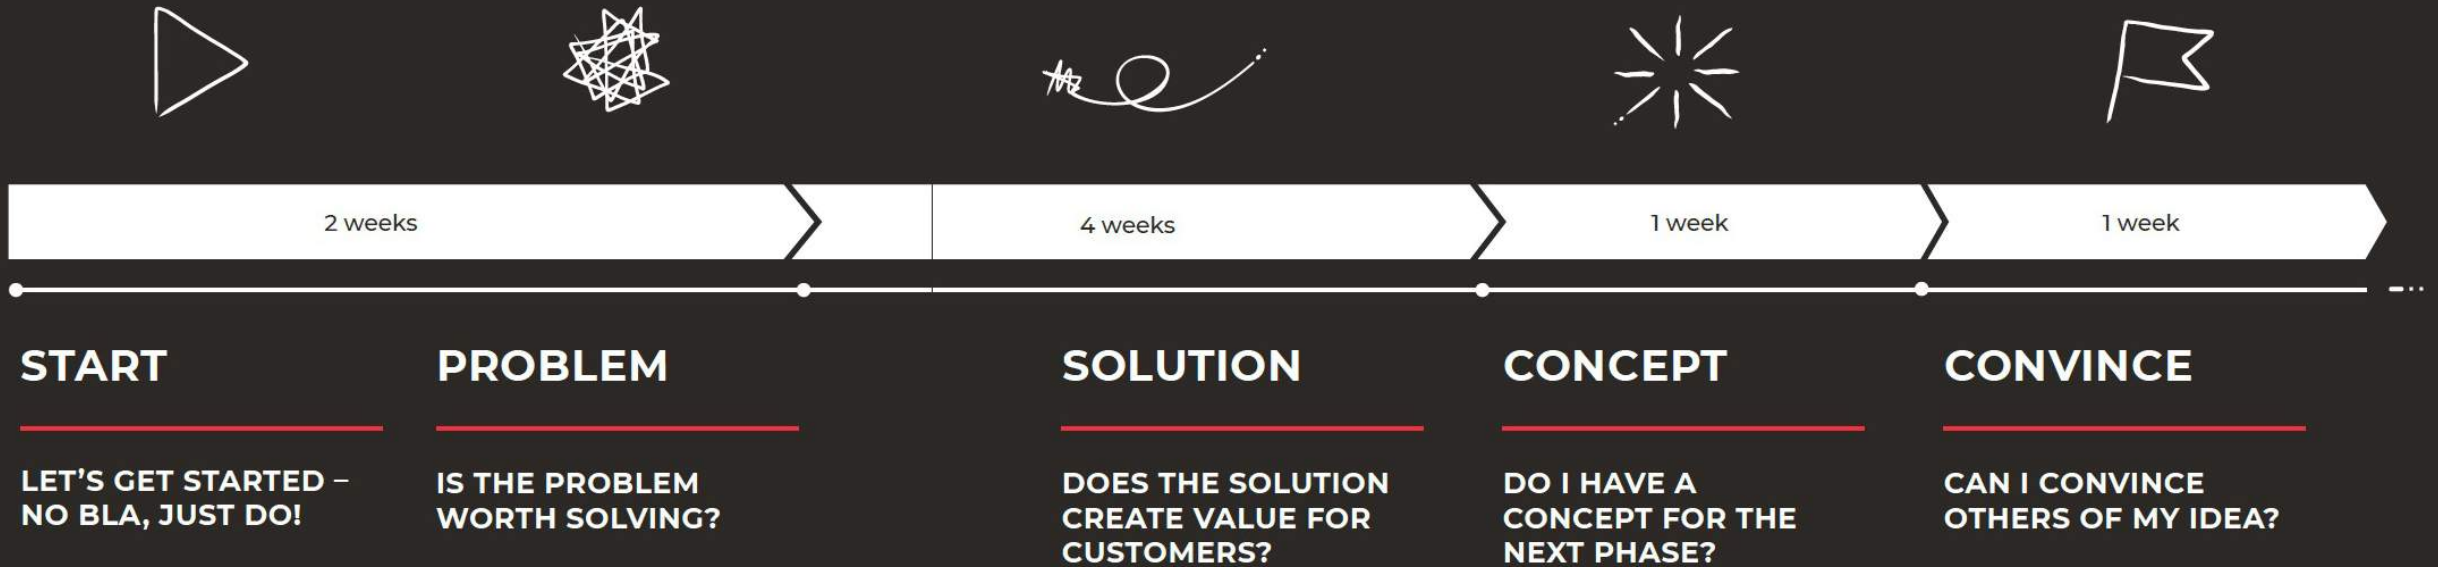 2 weeks
4 weeks
1 week
1 week
START
LET’S GET STARTED –
NO BLA, JUST DO!
PROBLEM
IS THE PROBLEM
WORTH SOLVING?
SOLUTION
DOES THE SOLUTION
CREATE VALUE FOR
CUSTOMERS?
CONCEPT
DO I HAVE A
CONCEPT FOR THE
NEXT PHASE?
CONVINCE
CAN I CONVINCE
OTHERS OF MY IDEA?